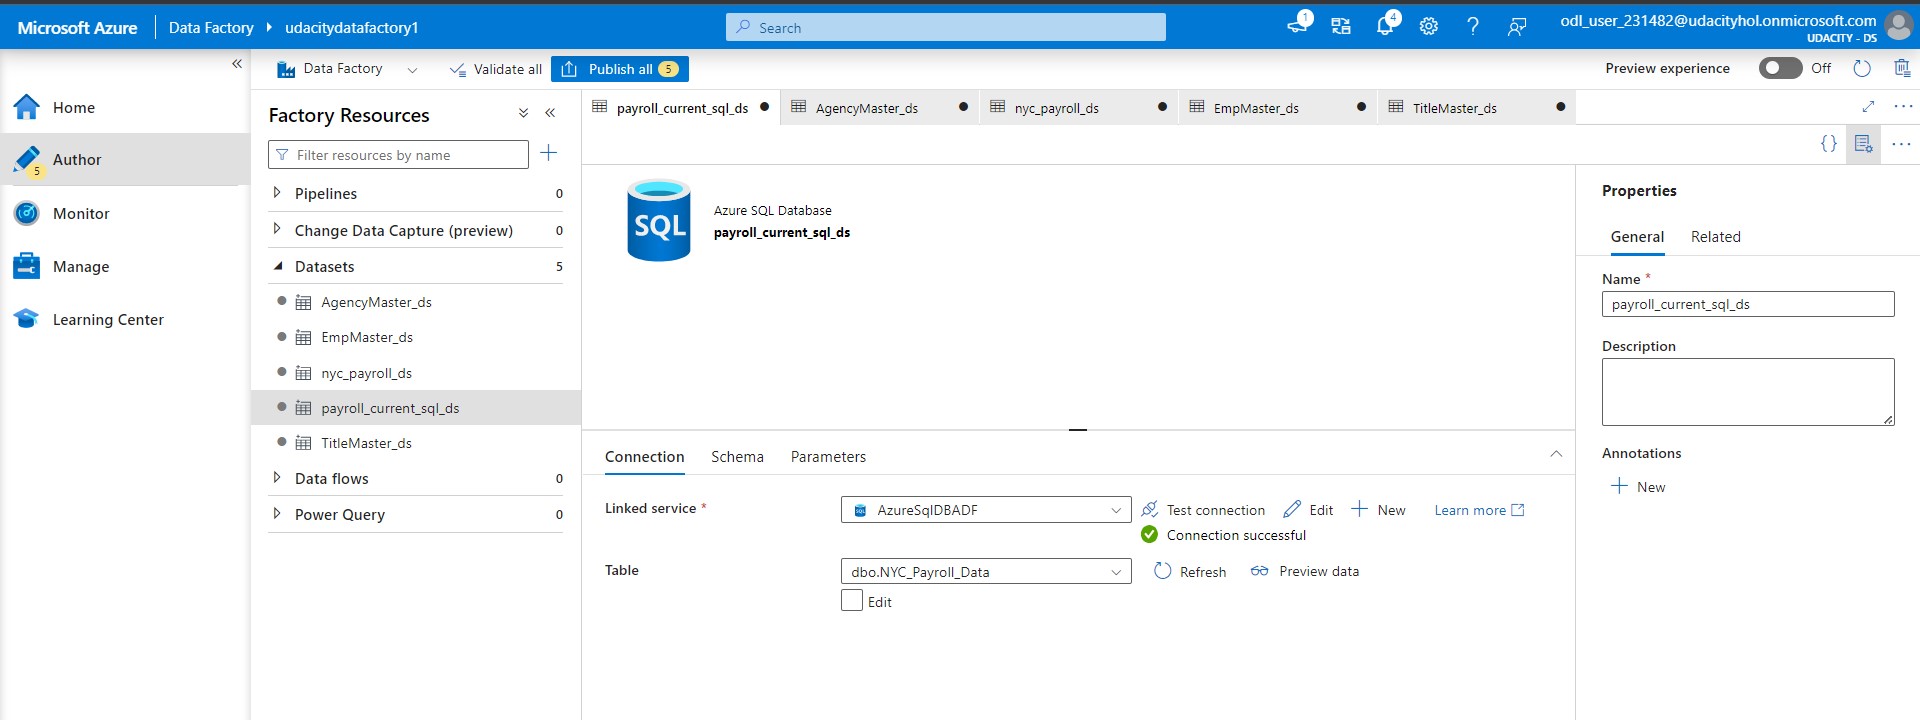 Microsoft Azure Data Factory udacitydatafactory1 Search 1 4 odl_user_231482@udacityhol.onmicrosoft.com
UDACITY - DS
Data Factory Validate all Publish all 5 Preview experience Off
Home
Author
5
Monitor
Manage
Learning Center
Factory Resources
Filter resources by name
Pipelines 0
Change Data Capture (preview) 0
Datasets 5
AgencyMaster_ds
EmpMaster_ds
nyc_payroll_ds
payroll_current_sql_ds
TitleMaster_ds
Data flows 0
Power Query 0
payroll_current_sql_ds AgencyMaster_ds nyc_payroll_ds EmpMaster_ds TitleMaster_ds
{}
SQL
Azure SQL Database
payroll_current_sql_ds
Connection Schema Parameters
Linked service * AzureSqlDBADF Test connection Edit New Learn more
Connection successful
Table dbo.NYC_Payroll_Data Refresh Preview data
Edit
Properties
General Related
Name *
payroll_current_sql_ds
Description
Annotations
New